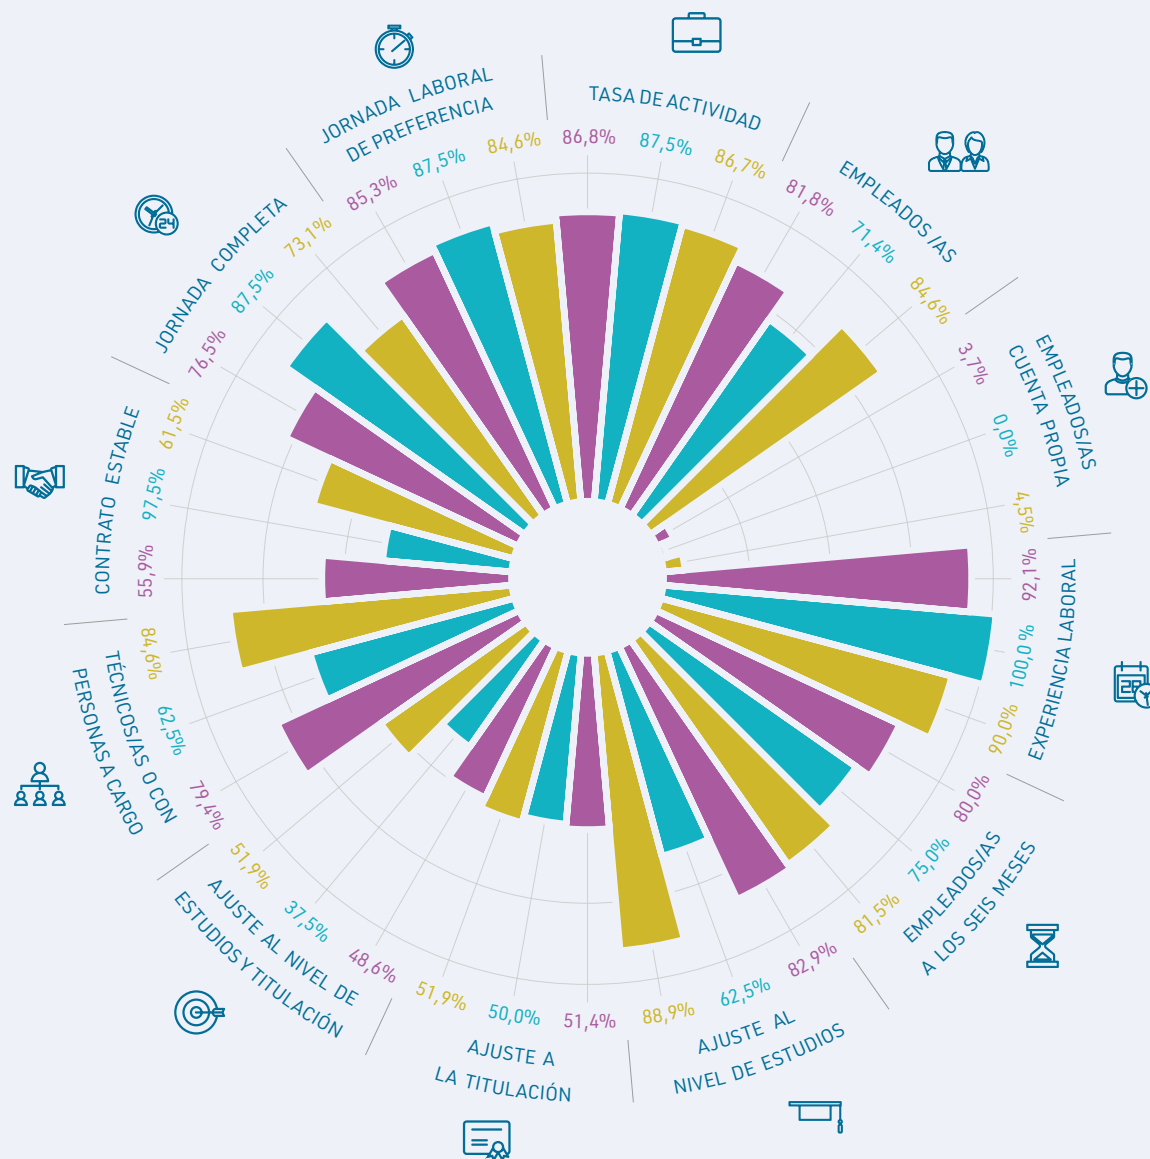 TASA DE ACTIVIDAD
86,8%
87,5%
86,7%
EMPLEADOS/AS
81,8%
71,4%
84,6%
EMPLEADOS/AS
CUENTA PROPIA
3,7%
0,0%
4,5%
EXPERIENCIA LABORAL
92,1%
100,0%
90,0%
EMPLEADOS/AS
A LOS SEIS MESES
80,0%
75,0%
81,5%
AJUSTE AL
NIVEL DE ESTUDIOS
82,9%
62,5%
88,9%
AJUSTE A
LA TITULACIÓN
51,4%
50,0%
51,9%
AJUSTE AL NIVEL DE
ESTUDIOS Y TITULACIÓN
48,6%
37,5%
51,9%
TÉCNICOS/AS O CON
PERSONAS A CARGO
79,4%
62,5%
84,6%
CONTRATO ESTABLE
55,9%
97,5%
61,5%
JORNADA COMPLETA
76,5%
87,5%
73,1%
24
JORNADA LABORAL
DE PREFERENCIA
85,3%
87,5%
84,6%